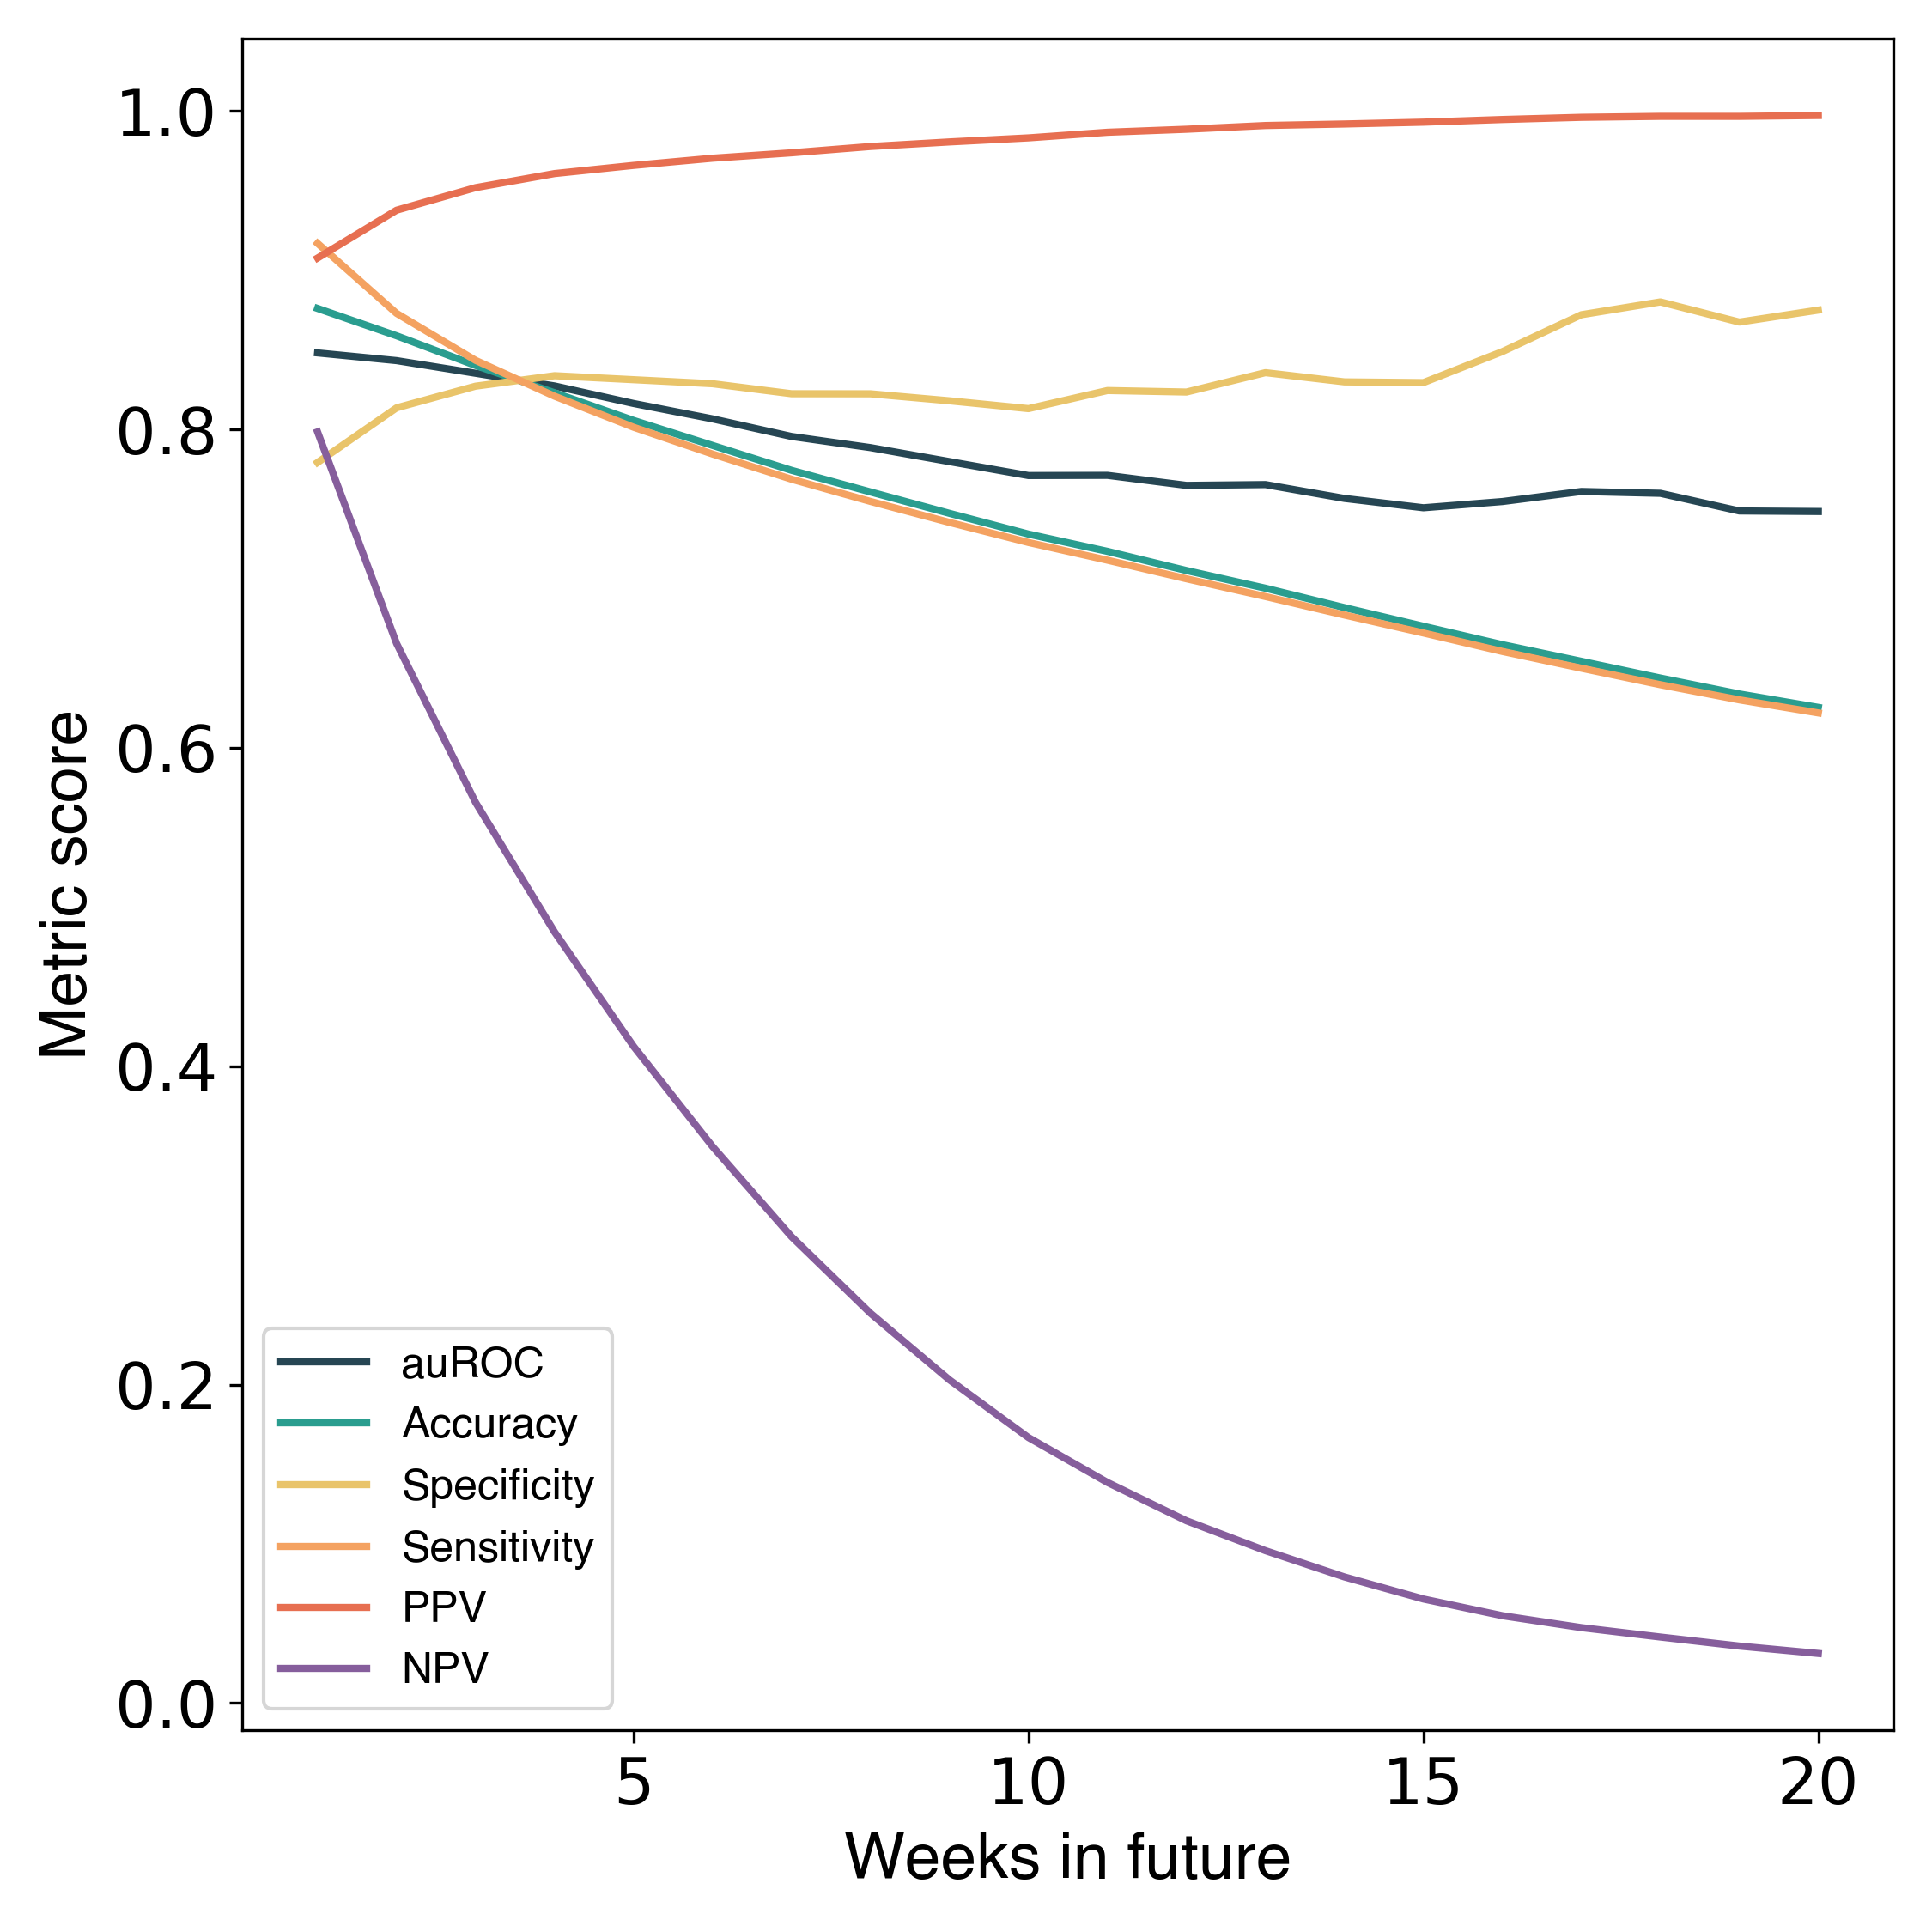 1.0
0.8
0.6
0.4
0.2
0.0
Metric score
auROC
Accuracy
Specificity
Sensitivity
PPV
NPV
5 10 15 20
Weeks in future